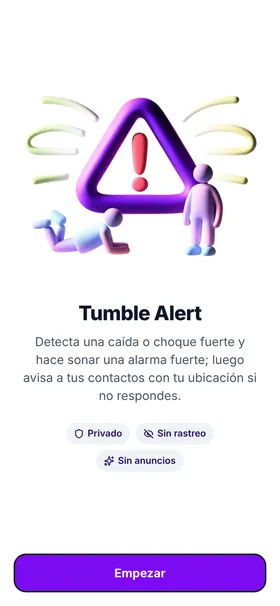 Tumble Alert
Detecta una caída o choque fuerte y
hace sonar una alarma fuerte; luego
avisa a tus contactos con tu ubicación si
no respondes.
Privado
Sin rastreo
Sin anuncios
Empezar